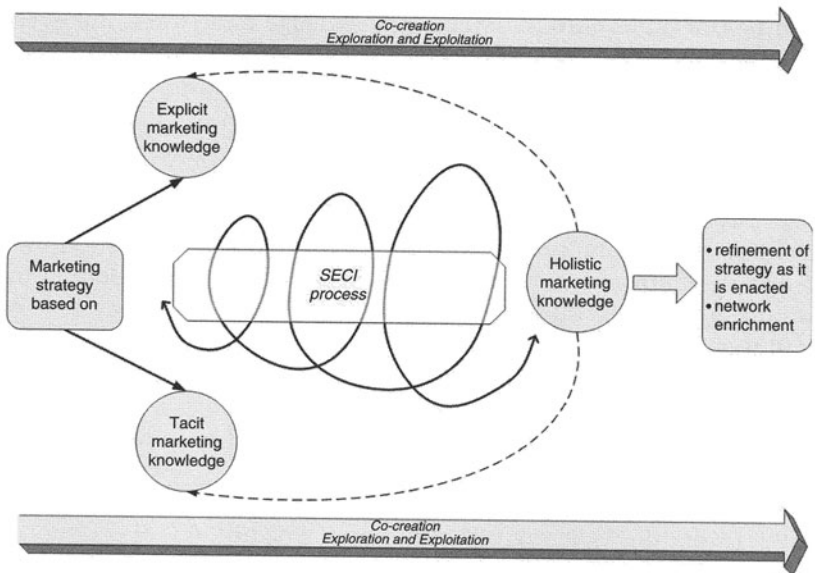 Co-creation
Exploration and Exploitation
Explicit
marketing
knowledge
Marketing
strategy
based on
SECI
process
Holistic
marketing
knowledge
• refinement of
strategy as it
is enacted
• network
enrichment
Tacit
marketing
knowledge
Co-creation
Exploration and Exploitation